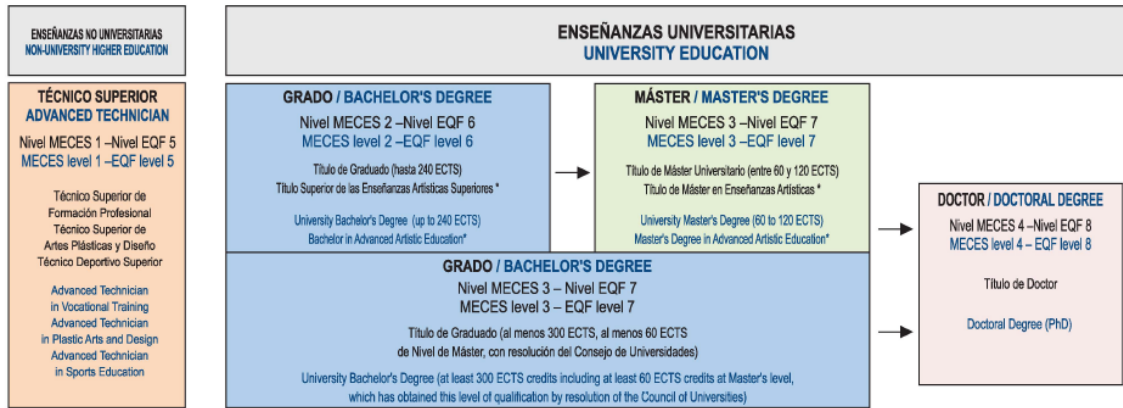 ENSEÑANZAS NO UNIVERSITARIAS
NON-UNIVERSITY HIGHER EDUCATION
ENSEÑANZAS UNIVERSITARIAS
UNIVERSITY EDUCATION
TÉCNICO SUPERIOR
ADVANCED TECHNICIAN
Nivel MECES 1 –Nivel EQF 5
MECES level 1 –EQF level 5
Técnico Superior de
Formación Profesional
Técnico Superior de
Artes Plásticas y Diseño
Técnico Deportivo Superior
Advanced Technician
in Vocational Training
Advanced Technician
in Plastic Arts and Design
Advanced Technician
in Sports Education
GRADO / BACHELOR'S DEGREE
Nivel MECES 2 –Nivel EQF 6
MECES level 2 –EQF level 6
Título de Graduado (hasta 240 ECTS)
Título Superior de las Enseñanzas Artísticas Superiores *
University Bachelor's Degree (up to 240 ECTS)
Bachelor in Advanced Artistic Education*
MÁSTER / MASTER'S DEGREE
Nivel MECES 3 –Nivel EQF 7
MECES level 3 –EQF level 7
Título de Máster Universitario (entre 60 y 120 ECTS)
Título de Máster en Enseñanzas Artísticas *
University Master's Degree (60 to 120 ECTS)
Master's Degree in Advanced Artistic Education*
GRADO / BACHELOR'S DEGREE
Nivel MECES 3 – Nivel EQF 7
MECES level 3 – EQF level 7
Título de Graduado (al menos 300 ECTS, al menos 60 ECTS
de Nivel de Máster, con resolución del Consejo de Universidades)
University Bachelor's Degree (at least 300 ECTS credits including at least 60 ECTS credits at Master's level,
which has obtained this level of qualification by resolution of the Council of Universities)
DOCTOR / DOCTORAL DEGREE
Nivel MECES 4 –Nivel EQF 8
MECES level 4 – EQF level 8
Título de Doctor
Doctoral Degree (PhD)